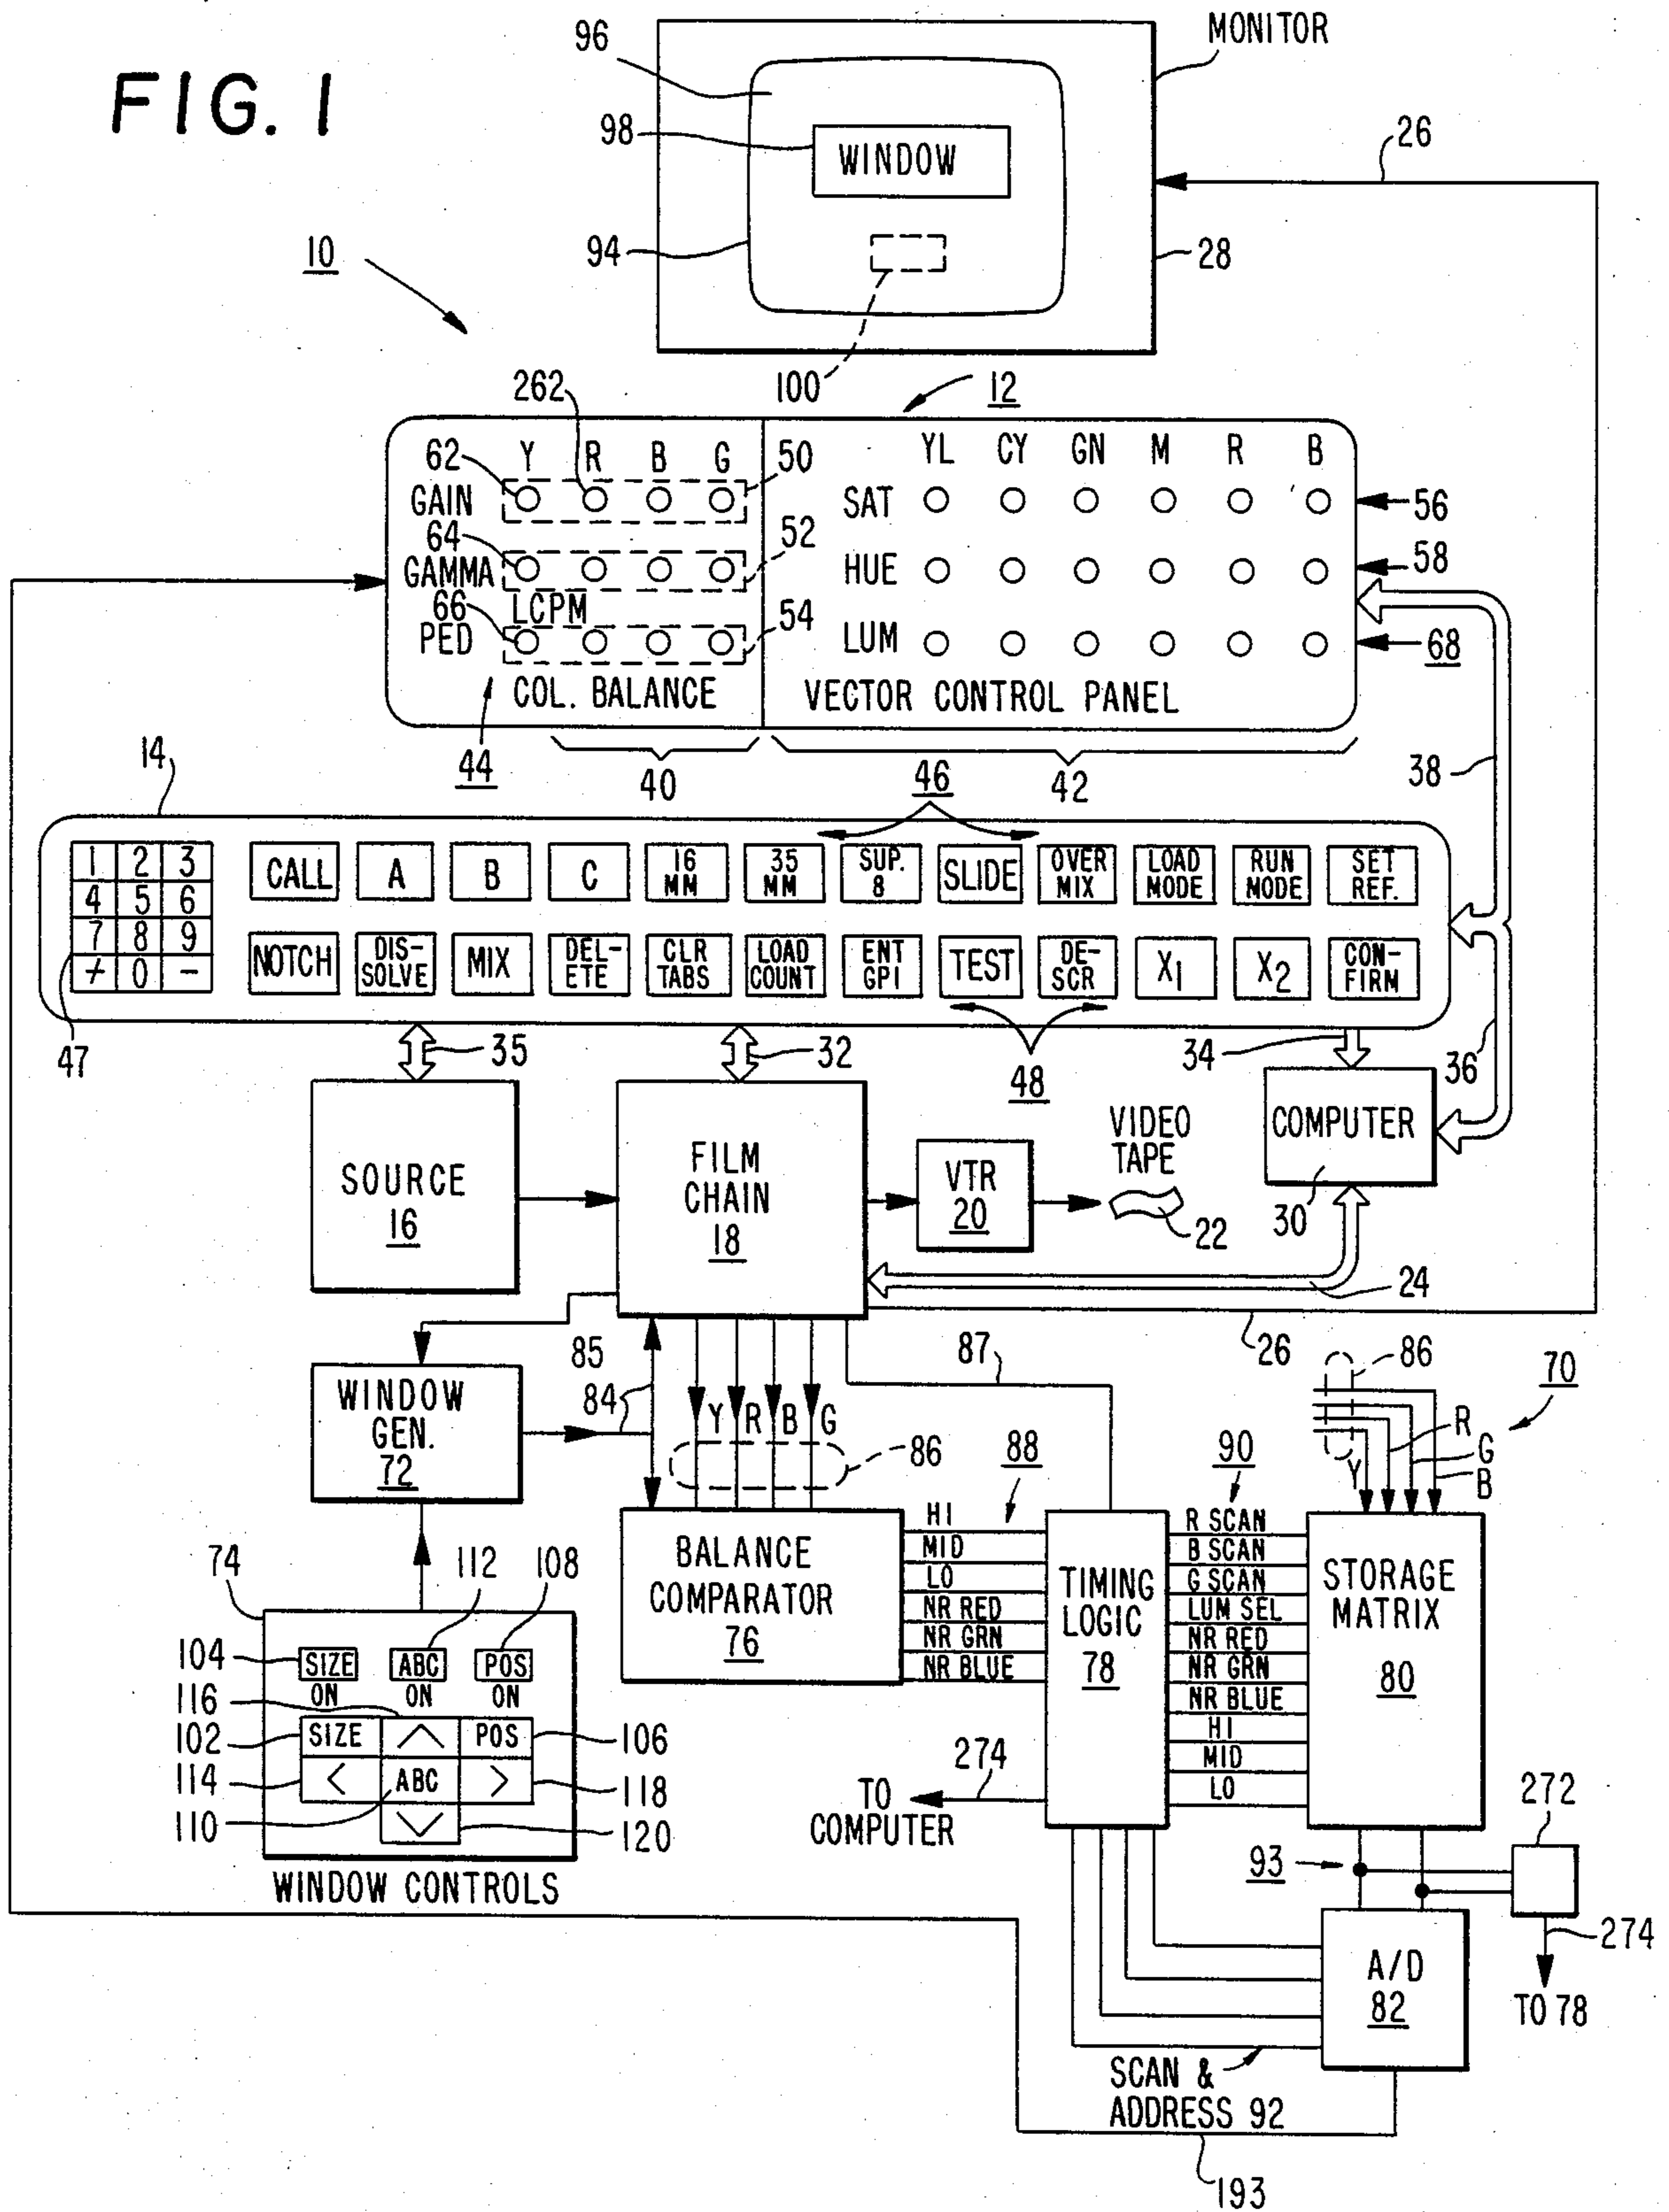 FIG. 1
MONITOR
96
98
WINDOW
26
94
28
10
100
12
262
Y R B G
YL CY GN M R B
62
50
GAIN
SAT
56
64
52
GAMMA
HUE
58
LCPM
66
54
PED
LUM
68
COL. BALANCE
VECTOR CONTROL PANEL
14
44
40
46
42
38
1 2 3
4 5 6
7 8 9
+ 0 -
CALL
A
B
C
16 MM
35 MM
SUP. 8
SLIDE
OVER MIX
LOAD MODE
RUN MODE
SET REF.
NOTCH
DIS-
SOLVE
MIX
DEL-
ETE
CLR TABS
LOAD COUNT
ENT GPI
TEST
DE-
SCR
X1
X2
CON-
FIRM
47
35
32
48
34
36
SOURCE
16
FILM
CHAIN
18
VTR
20
VIDEO
TAPE
22
COMPUTER
30
24
26
85
84
87
86
70
WINDOW
GEN.
72
Y R B G
86
88
90
R
G
Y
B
74
112
108
BALANCE
COMPARATOR
76
HI
MID
LO
NR RED
NR GRN
NR BLUE
TIMING
LOGIC
78
R SCAN
B SCAN
G SCAN
LUM SEL
NR RED
NR GRN
NR BLUE
HI
MID
LO
STORAGE
MATRIX
80
104
SIZE
ABC
POS
ON
ON
ON
116
102
SIZE
POS
106
114
<
ABC
>
118
110
120
WINDOW CONTROLS
274
TO
COMPUTER
272
93
274
A/D
82
TO 78
SCAN &
ADDRESS 92
193